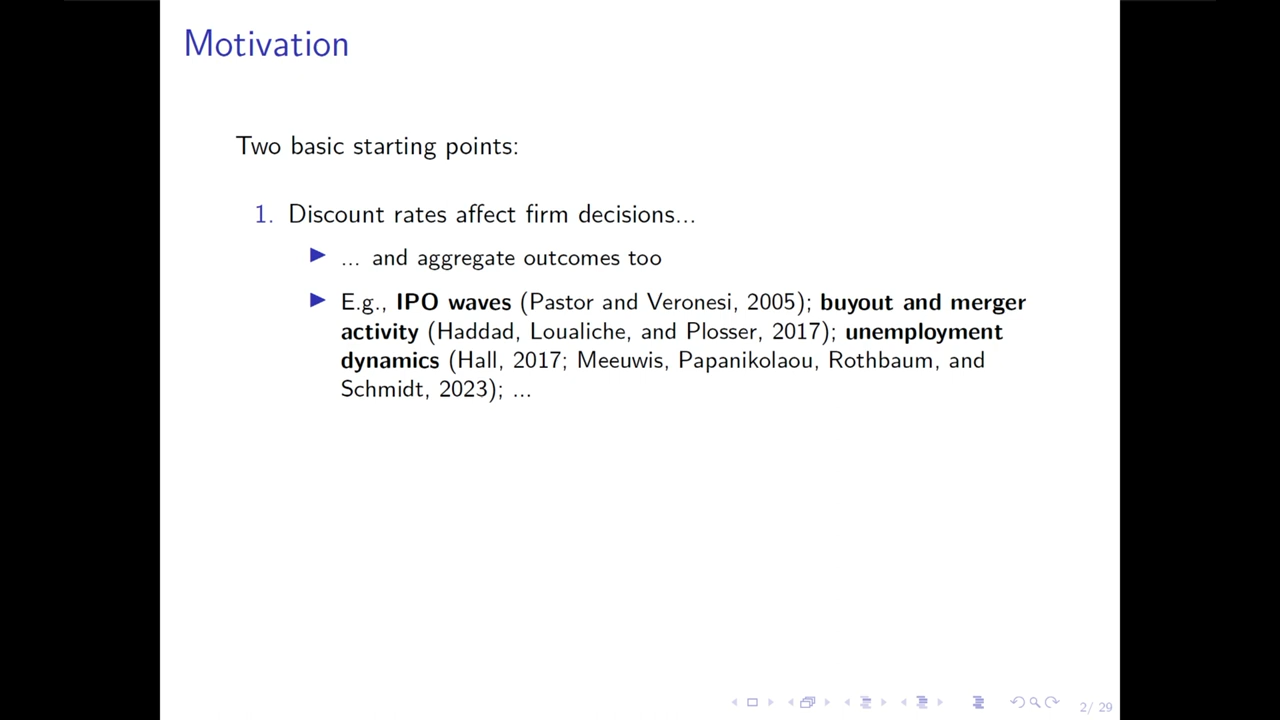 Motivation
Two basic starting points:
1. Discount rates affect firm decisions...
▶ ... and aggregate outcomes too
▶ E.g., IPO waves (Pastor and Veronesi, 2005); buyout and merger
activity (Haddad, Loualiche, and Plosser, 2017); unemployment
dynamics (Hall, 2017; Meeuwis, Papanikolaou, Rothbaum, and
Schmidt, 2023); ...
2/ 29